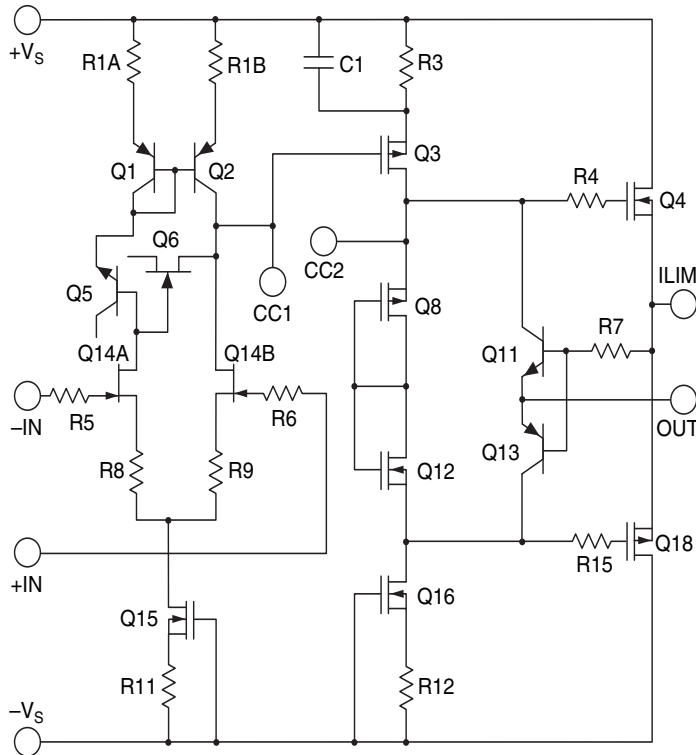 +VS
R1A
R1B
C1
R3
Q1
Q2
Q3
R4
Q4
Q6
CC2
ILIM
Q5
CC1
Q8
R7
Q14A
Q14B
Q11
R5
R6
–IN
OUT
R8
R9
Q12
Q13
+IN
R15
Q18
Q15
Q16
R11
R12
–VS